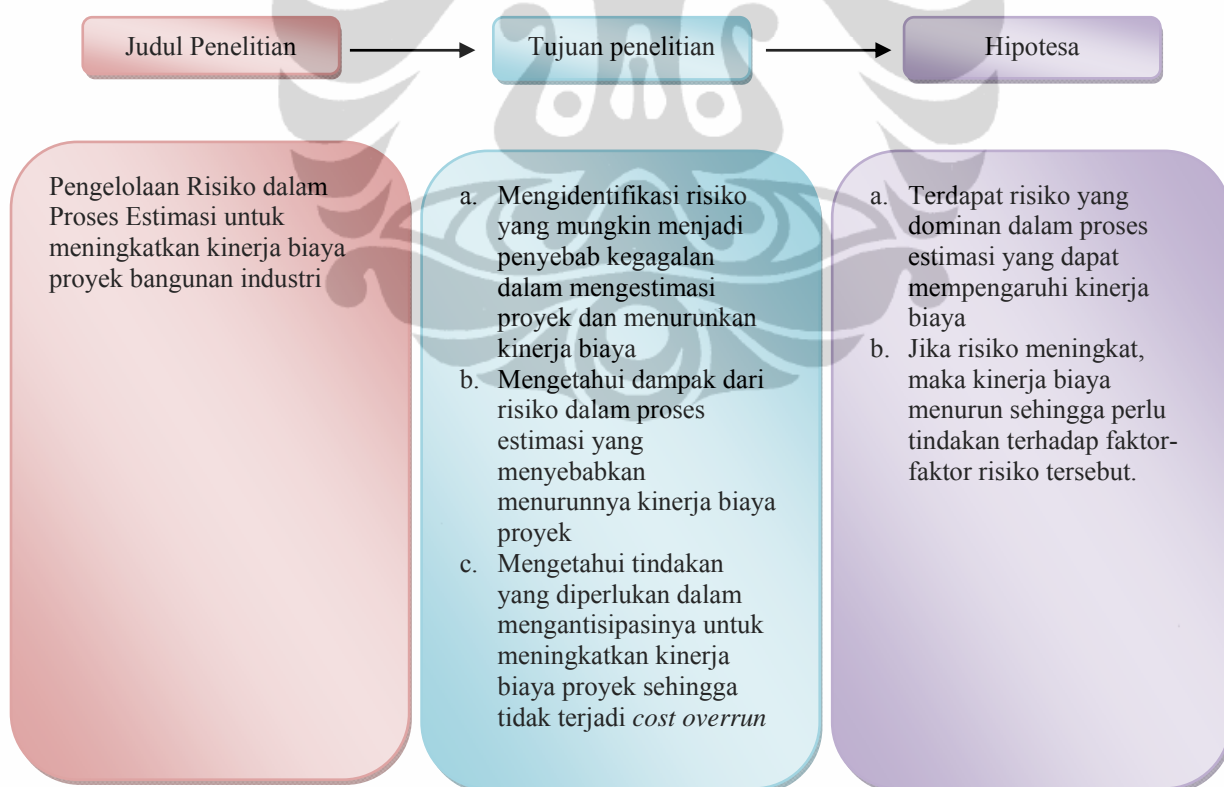 Judul Penelitian
Tujuan penelitian
Hipotesa
Pengelolaan Risiko dalam
Proses Estimasi untuk
meningkatkan kinerja biaya
proyek bangunan industri
a. Mengidentifikasi risiko
yang mungkin menjadi
penyebab kegagalan
dalam mengestimasi
proyek dan menurunkan
kinerja biaya
b. Mengetahui dampak dari
risiko dalam proses
estimasi yang
menyebabkan
menurunnya kinerja biaya
proyek
c. Mengetahui tindakan
yang diperlukan dalam
mengantisipasinya untuk
meningkatkan kinerja
biaya proyek sehingga
tidak terjadi cost overrun
a. Terdapat risiko yang
dominan dalam proses
estimasi yang dapat
mempengaruhi kinerja
biaya
b. Jika risiko meningkat,
maka kinerja biaya
menurun sehingga perlu
tindakan terhadap faktor-
faktor risiko tersebut.